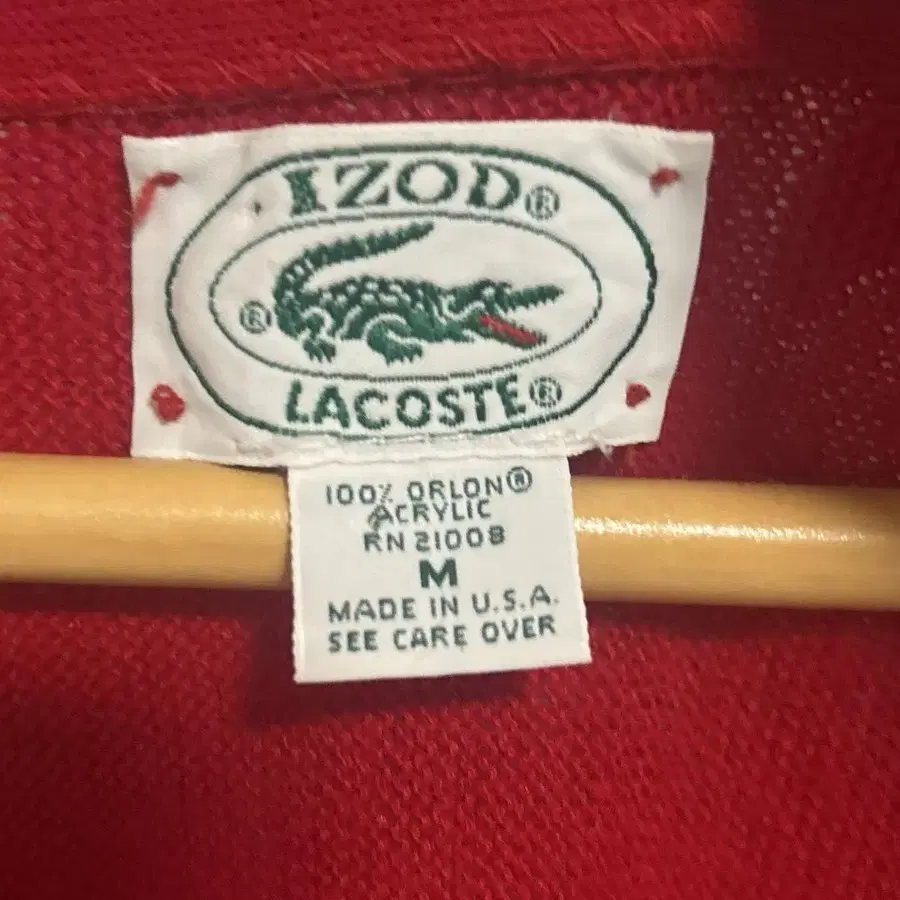 IZOD®
®
LACOSTE®
100% ORLON®
ACRYLIC
RN 21008
M
MADE IN U.S.A.
SEE CARE OVER